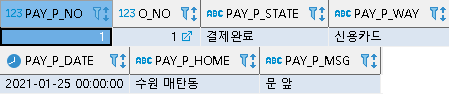 123 PAY_P_NO 123 O_NO ABC PAY_P_STATE ABC PAY_P_WAY
1 1 결제완료 신용카드
PAY_P_DATE ABC PAY_P_HOME ABC PAY_P_MSG
2021-01-25 00:00:00 수원 매탄동 문 앞